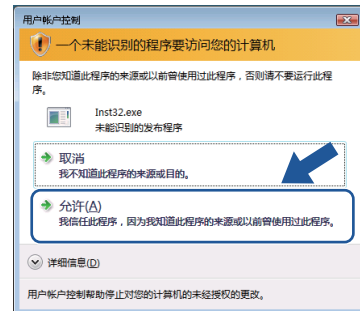 用户帐户控制
一个未能识别的程序要访问您的计算机
除非您知道此程序的来源或以前曾使用过此程序，否则请不要运行此程
序。
Inst32.exe
未能识别的发布程序
取消
我不知道此程序的来源或目的。
允许(A)
我信任此程序，因为我知道此程序的来源或以前曾使用过此程序。
详细信息(D)
用户帐户控制帮助停止对您的计算机的未经授权的更改。